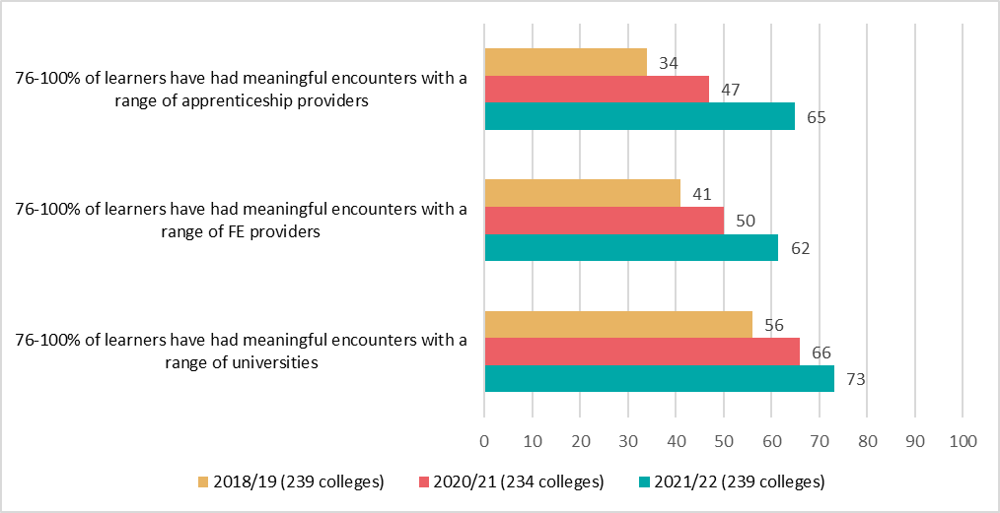 76-100% of learners have had meaningful encounters with a
range of apprenticeship providers
34
47
65
76-100% of learners have had meaningful encounters with a
range of FE providers
41
50
62
76-100% of learners have had meaningful encounters with a
range of universities
56
66
73
0 10 20 30 40 50 60 70 80 90 100
2018/19 (239 colleges) 2020/21 (234 colleges) 2021/22 (239 colleges)